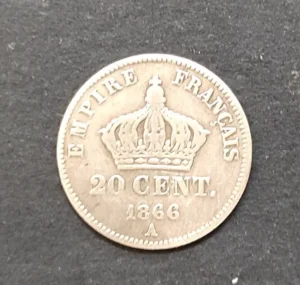 EMPIRE FRANÇAIS
20 CENT.
1866
A